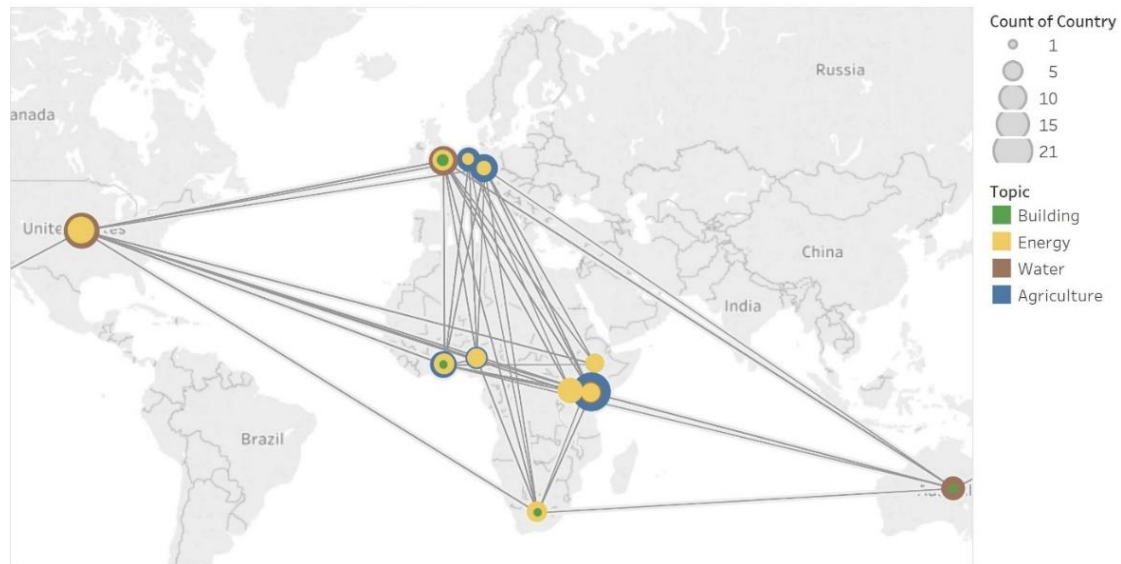 anada
Russia
Unite es
China
India
Brazil
Count of Country
1
5
10
15
21
Topic
Building
Energy
Water
Agriculture